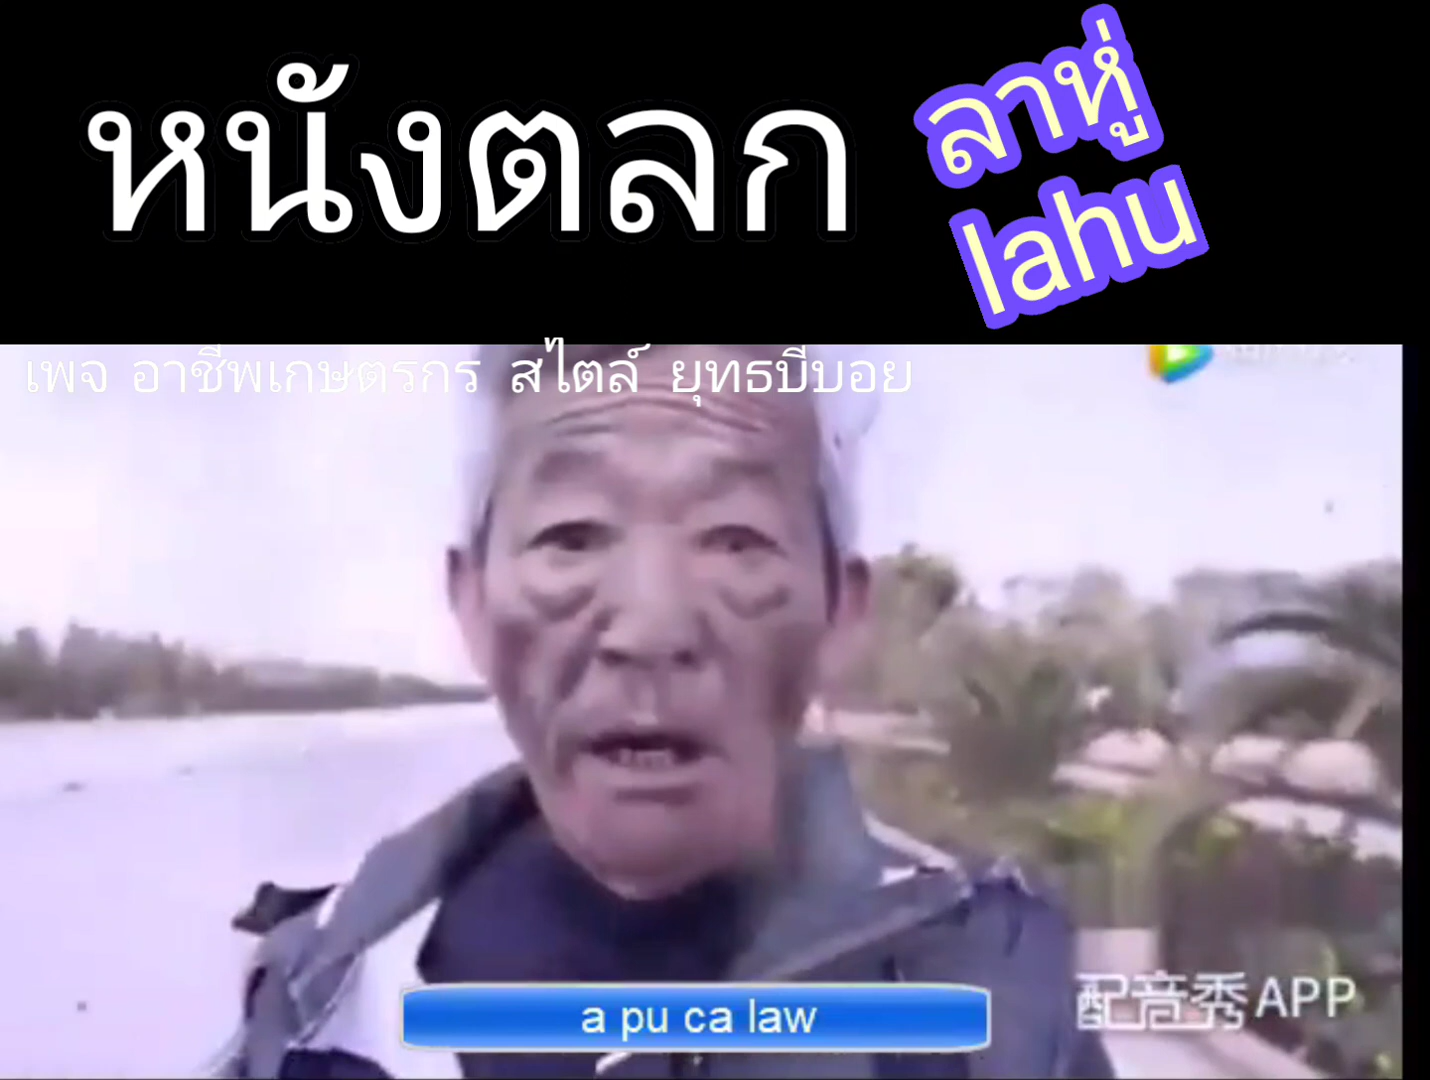 หนังตลก
ลาหู่
lahu
เพจ อาชีพเกษตรกร สไตล์ ยุทธบีบอย
a pu ca law
配音秀APP